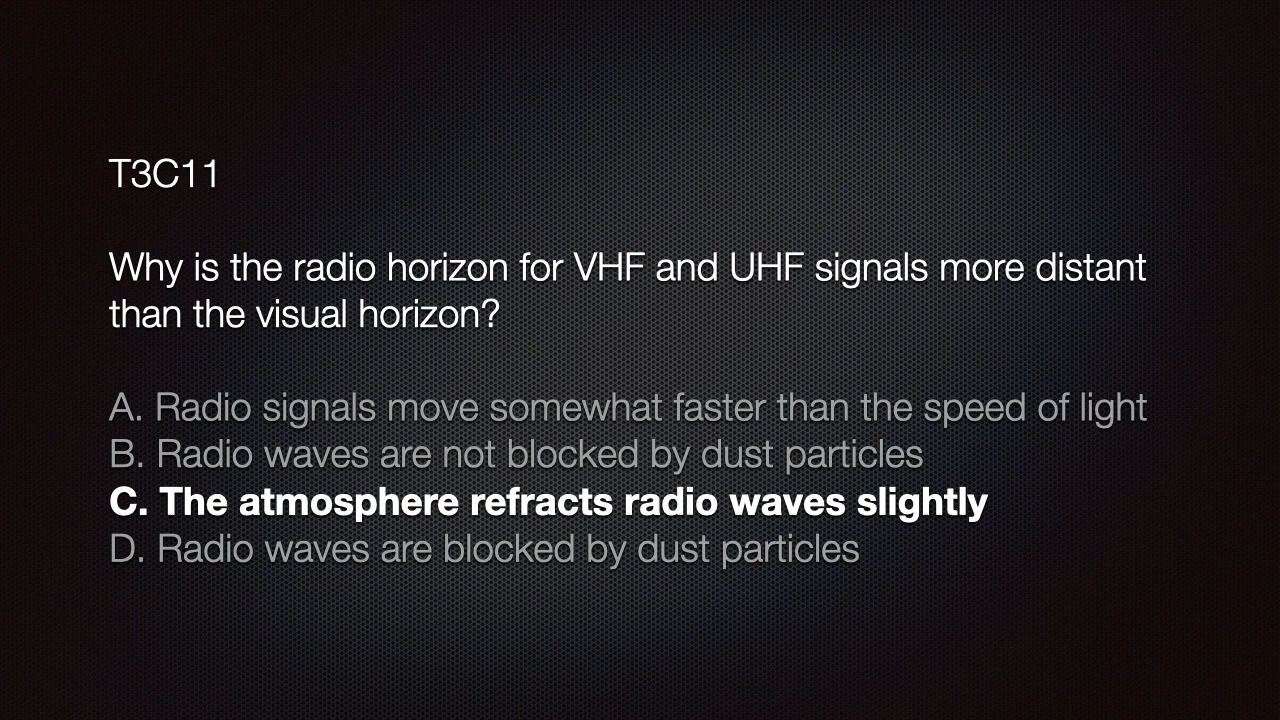 T3C11
Why is the radio horizon for VHF and UHF signals more distant
than the visual horizon?
A. Radio signals move somewhat faster than the speed of light
B. Radio waves are not blocked by dust particles
C. The atmosphere refracts radio waves slightly
D. Radio waves are blocked by dust particles